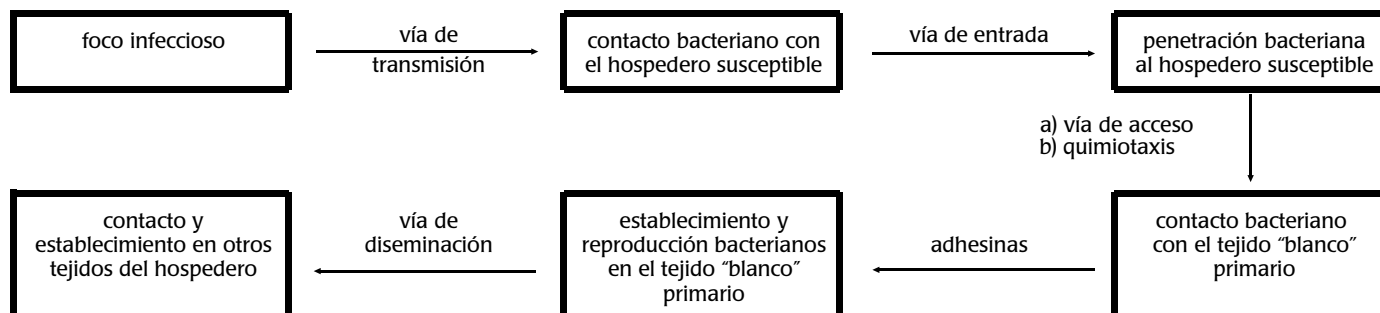 foco infeccioso
vía de
transmisión
contacto bacteriano con
el hospedero susceptible
vía de entrada
penetración bacteriana
al hospedero susceptible
a) vía de acceso
b) quimiotaxis
contacto bacteriano
con el tejido “blanco”
primario
adhesinas
establecimiento y
reproducción bacterianos
en el tejido “blanco”
primario
vía de
diseminación
contacto y
establecimiento en otros
tejidos del hospedero